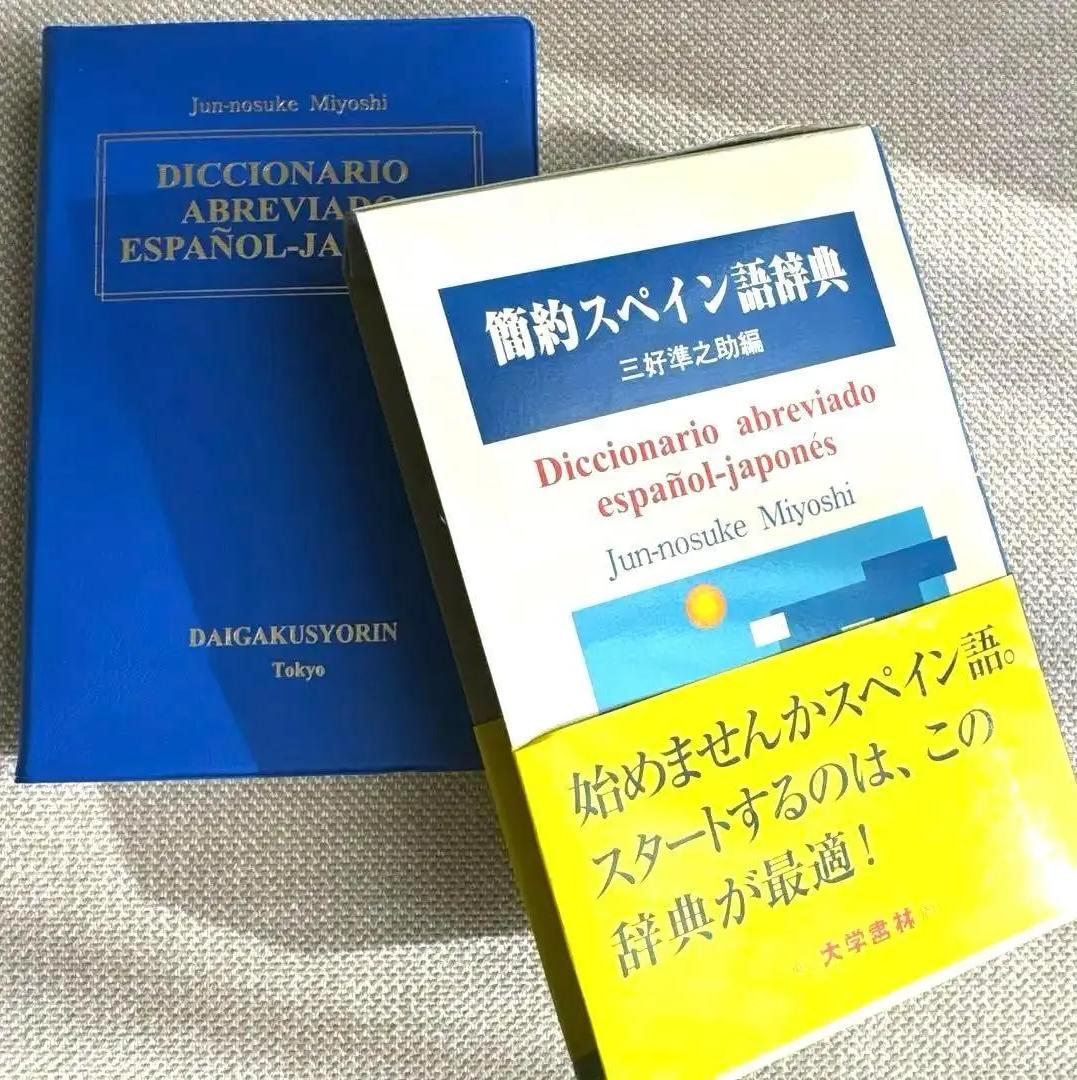 Jun-nosuke Miyoshi
DICCIONARIO
ABREVIADO
ESPAÑOL-JA
DAIGAKUSYORIN
Tokyo
簡約スペイン語辞典
三好準之助編
Diccionario abreviado
español-japonés
Jun-nosuke Miyoshi
始めませんかスペイン語。
スタートするのは、この
辞典が最適!
大学書林